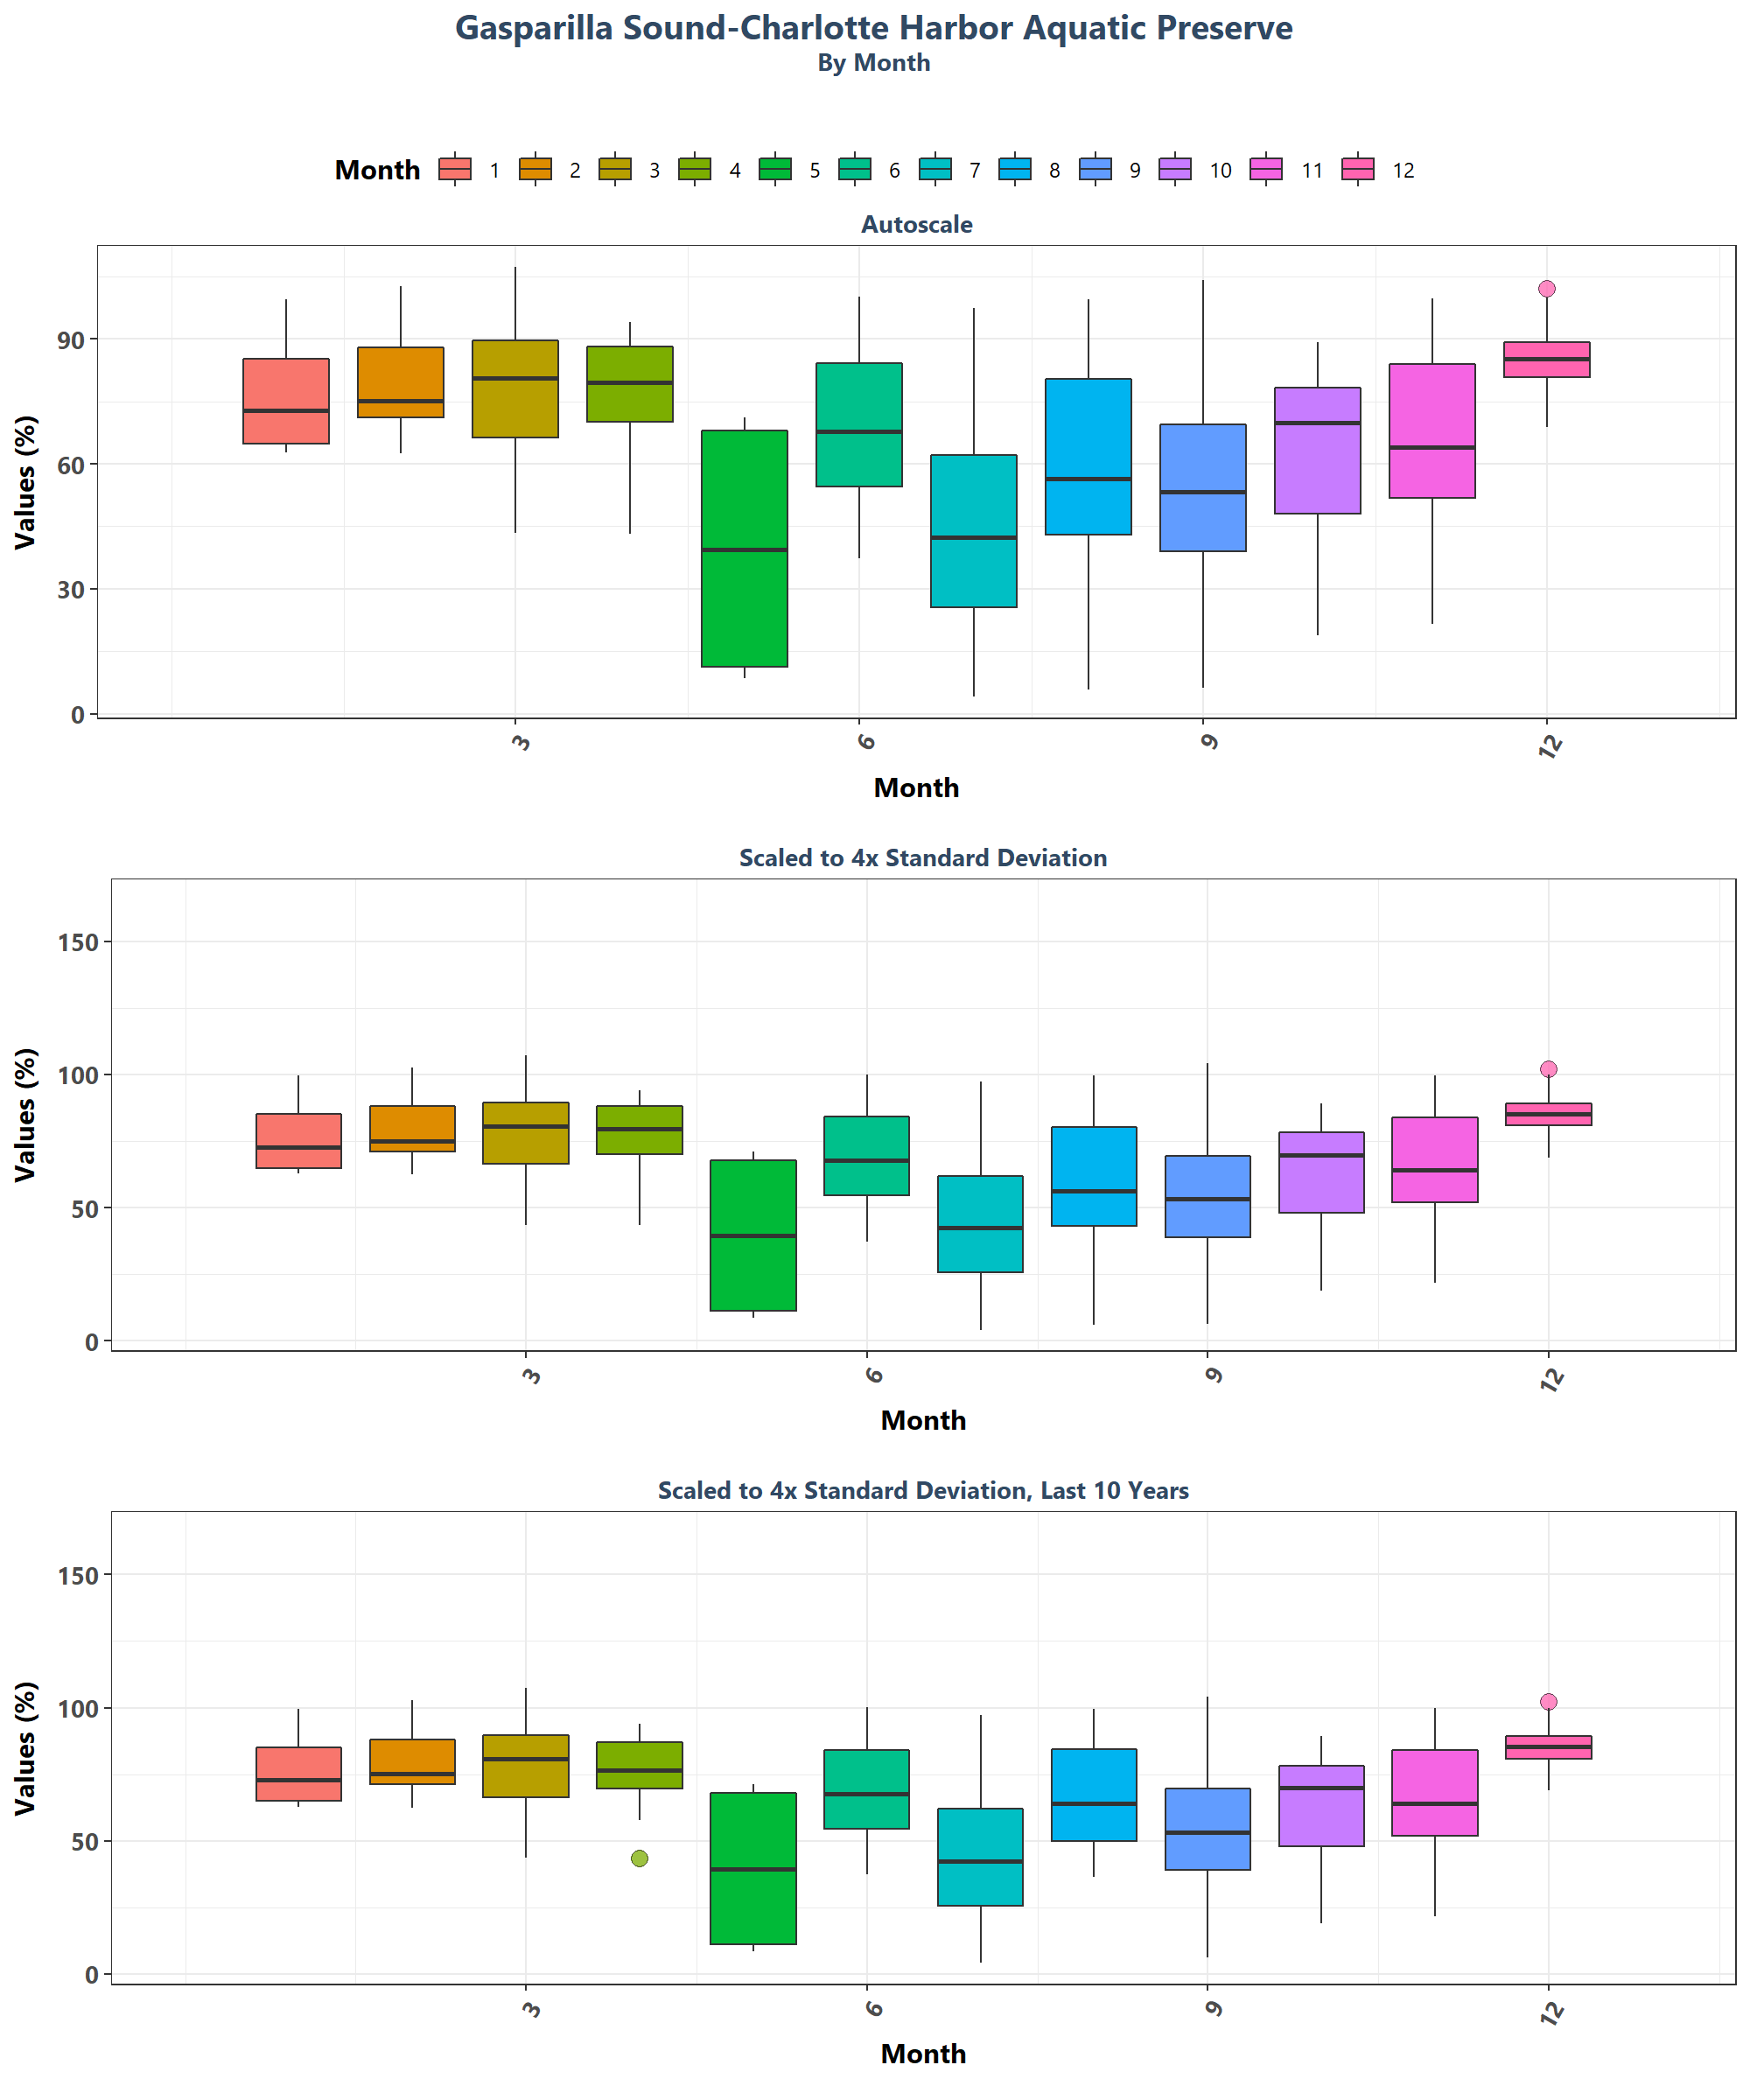 Gasparilla Sound-Charlotte Harbor Aquatic Preserve
By Month
Month 1 2 3 4 5 6 7 8 9 10 11 12
Autoscale
Values (%)
90
60
30
0
3 6 9 12
Month
Scaled to 4x Standard Deviation
Values (%)
150
100
50
0
3 6 9 12
Month
Scaled to 4x Standard Deviation, Last 10 Years
Values (%)
150
100
50
0
3 6 9 12
Month